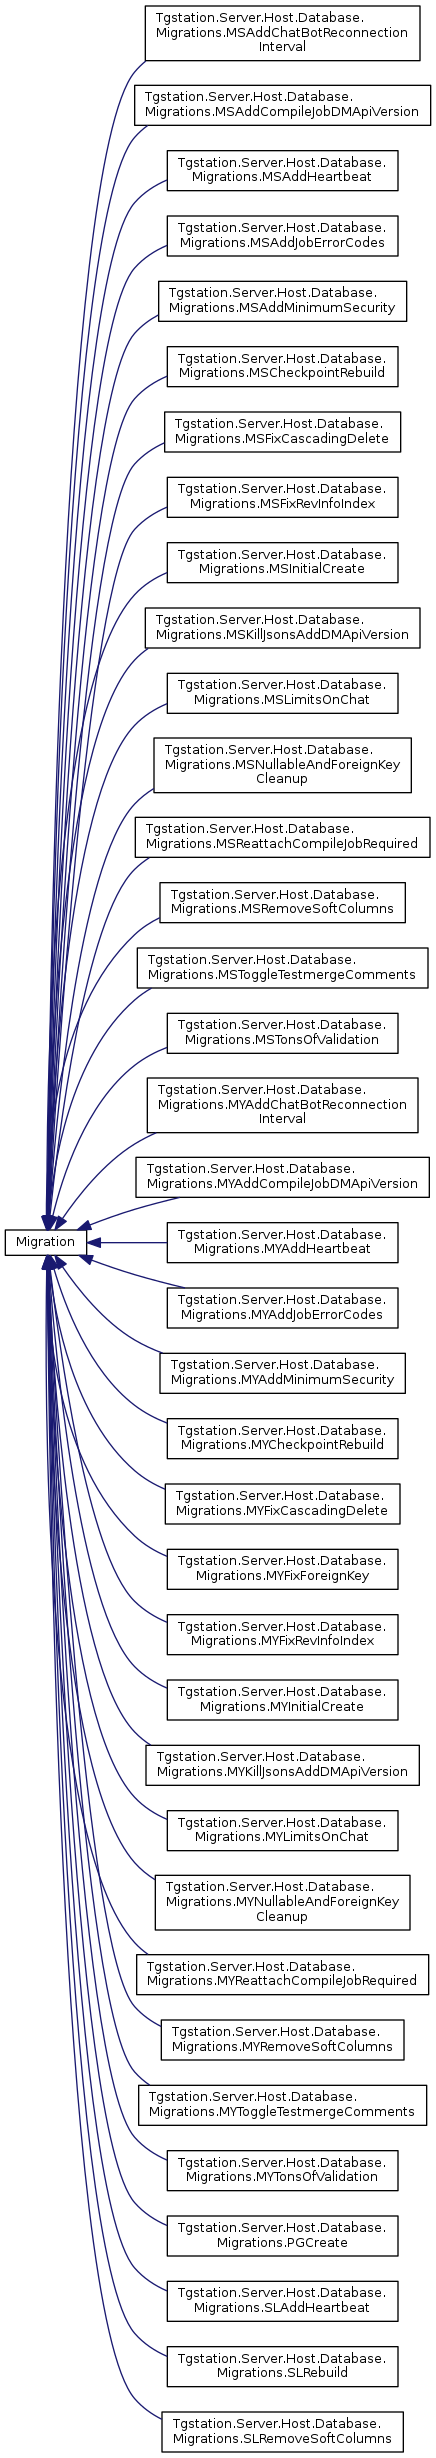 Tgstation.Server.Host.Database.
Migrations.MSAddChatBotReconnection
Interval
Tgstation.Server.Host.Database.
Migrations.MSAddCompileJobDMApiVersion
Tgstation.Server.Host.Database.
Migrations.MSAddHeartbeat
Tgstation.Server.Host.Database.
Migrations.MSAddJobErrorCodes
Tgstation.Server.Host.Database.
Migrations.MSAddMinimumSecurity
Tgstation.Server.Host.Database.
Migrations.MSCheckpointRebuild
Tgstation.Server.Host.Database.
Migrations.MSFixCascadingDelete
Tgstation.Server.Host.Database.
Migrations.MSFixRevInfoIndex
Tgstation.Server.Host.Database.
Migrations.MSInitialCreate
Tgstation.Server.Host.Database.
Migrations.MSKillJsonsAddDMApiVersion
Tgstation.Server.Host.Database.
Migrations.MSLimitsOnChat
Tgstation.Server.Host.Database.
Migrations.MSNullableAndForeignKey
Cleanup
Tgstation.Server.Host.Database.
Migrations.MSReattachCompileJobRequired
Tgstation.Server.Host.Database.
Migrations.MSRemoveSoftColumns
Tgstation.Server.Host.Database.
Migrations.MSToggleTestmergeComments
Tgstation.Server.Host.Database.
Migrations.MSTonsOfValidation
Tgstation.Server.Host.Database.
Migrations.MYAddChatBotReconnection
Interval
Tgstation.Server.Host.Database.
Migrations.MYAddCompileJobDMApiVersion
Migration
Tgstation.Server.Host.Database.
Migrations.MYAddHeartbeat
Tgstation.Server.Host.Database.
Migrations.MYAddJobErrorCodes
Tgstation.Server.Host.Database.
Migrations.MYAddMinimumSecurity
Tgstation.Server.Host.Database.
Migrations.MYCheckpointRebuild
Tgstation.Server.Host.Database.
Migrations.MYFixCascadingDelete
Tgstation.Server.Host.Database.
Migrations.MYFixForeignKey
Tgstation.Server.Host.Database.
Migrations.MYFixRevInfoIndex
Tgstation.Server.Host.Database.
Migrations.MYInitialCreate
Tgstation.Server.Host.Database.
Migrations.MYKillJsonsAddDMApiVersion
Tgstation.Server.Host.Database.
Migrations.MYLimitsOnChat
Tgstation.Server.Host.Database.
Migrations.MYNullableAndForeignKey
Cleanup
Tgstation.Server.Host.Database.
Migrations.MYReattachCompileJobRequired
Tgstation.Server.Host.Database.
Migrations.MYRemoveSoftColumns
Tgstation.Server.Host.Database.
Migrations.MYToggleTestmergeComments
Tgstation.Server.Host.Database.
Migrations.MYTonsOfValidation
Tgstation.Server.Host.Database.
Migrations.PGCreate
Tgstation.Server.Host.Database.
Migrations.SLAddHeartbeat
Tgstation.Server.Host.Database.
Migrations.SLRebuild
Tgstation.Server.Host.Database.
Migrations.SLRemoveSoftColumns